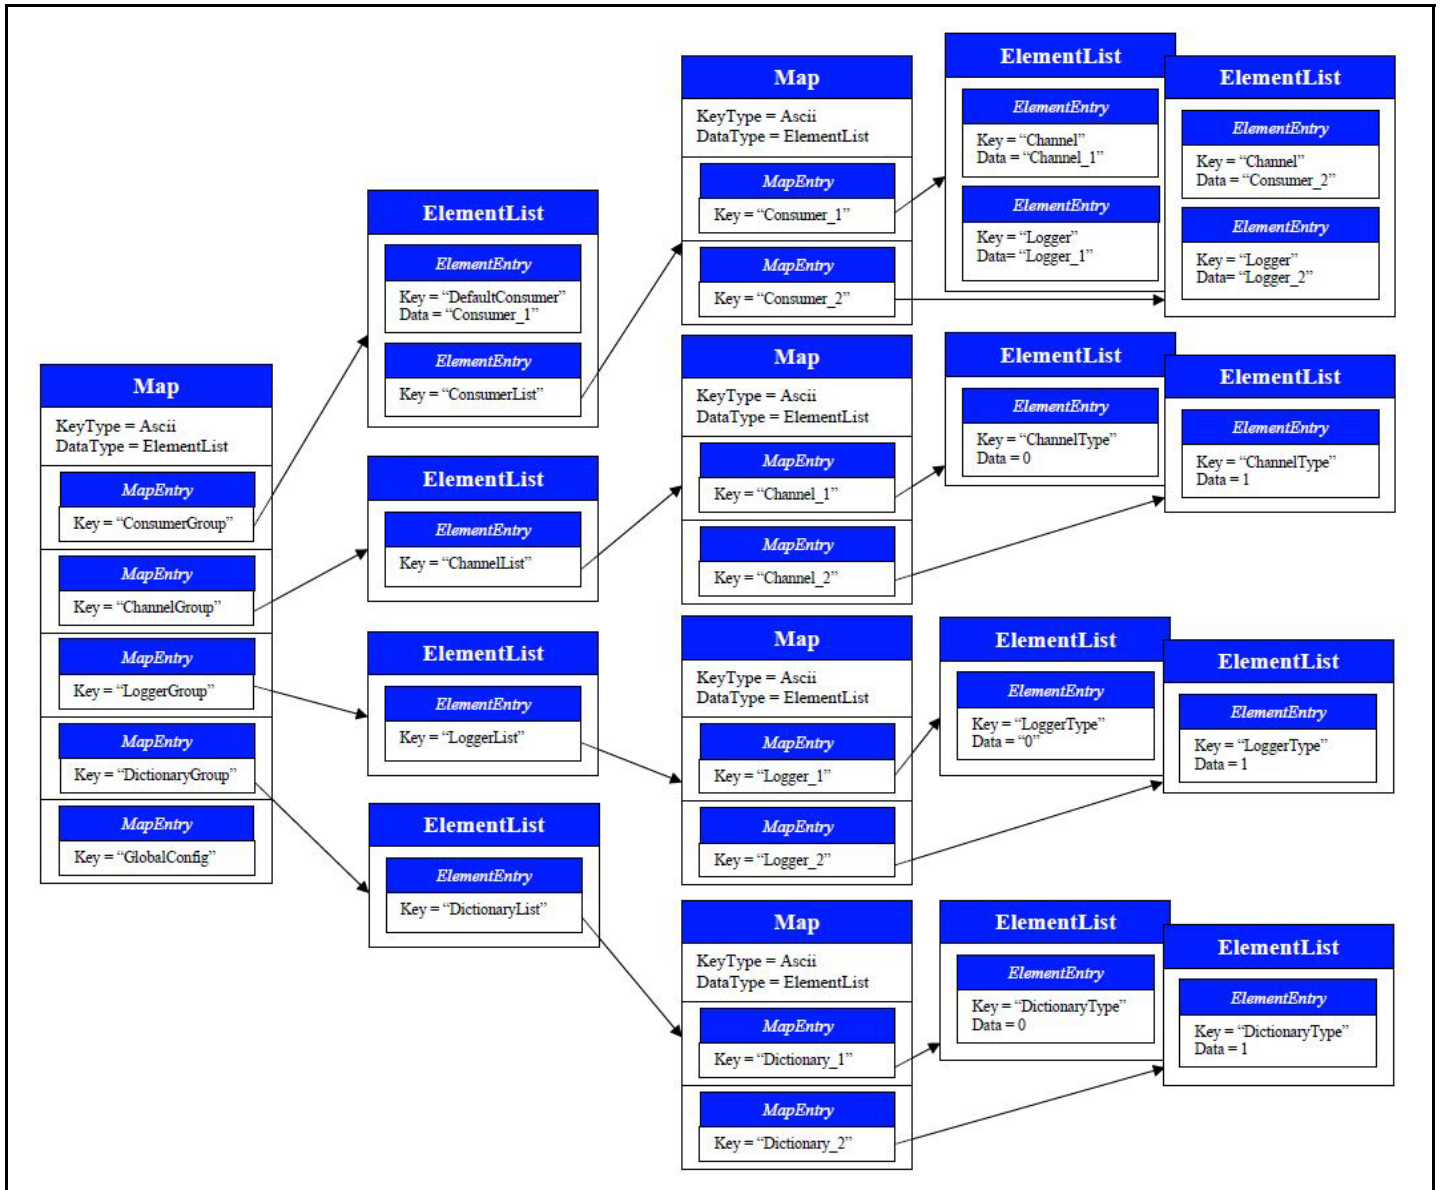 Map
KeyType = Ascii
DataType = ElementList
MapEntry
Key = “ConsumerGroup”
MapEntry
Key = “ChannelGroup”
MapEntry
Key = “LoggerGroup”
MapEntry
Key = “DictionaryGroup”
MapEntry
Key = “GlobalConfig”
ElementList
ElementEntry
Key = “DefaultConsumer”
Data = “Consumer_1”
ElementEntry
Key = “ConsumerList”
ElementList
ElementEntry
Key = “ChannelList”
ElementList
ElementEntry
Key = “LoggerList”
ElementList
ElementEntry
Key = “DictionaryList”
Map
KeyType = Ascii
DataType = ElementList
MapEntry
Key = “Consumer_1”
MapEntry
Key = “Consumer_2”
ElementList
ElementEntry
Key = “Channel”
Data = “Channel_1”
ElementEntry
Key = “Logger”
Data= “Logger_1”
ElementList
ElementEntry
Key = “Channel”
Data = “Consumer_2”
ElementEntry
Key = “Logger”
Data= “Logger_2”
Map
KeyType = Ascii
DataType = ElementList
MapEntry
Key = “Channel_1”
MapEntry
Key = “Channel_2”
ElementList
ElementEntry
Key = “ChannelType”
Data = 0
ElementList
ElementEntry
Key = “ChannelType”
Data = 1
Map
KeyType = Ascii
DataType = ElementList
MapEntry
Key = “Logger_1”
MapEntry
Key = “Logger_2”
ElementList
ElementEntry
Key = “LoggerType”
Data = “0”
ElementList
ElementEntry
Key = “LoggerType”
Data = 1
Map
KeyType = Ascii
DataType = ElementList
MapEntry
Key = “Dictionary_1”
MapEntry
Key = “Dictionary_2”
ElementList
ElementEntry
Key = “DictionaryType”
Data = 0
ElementList
ElementEntry
Key = “DictionaryType”
Data = 1